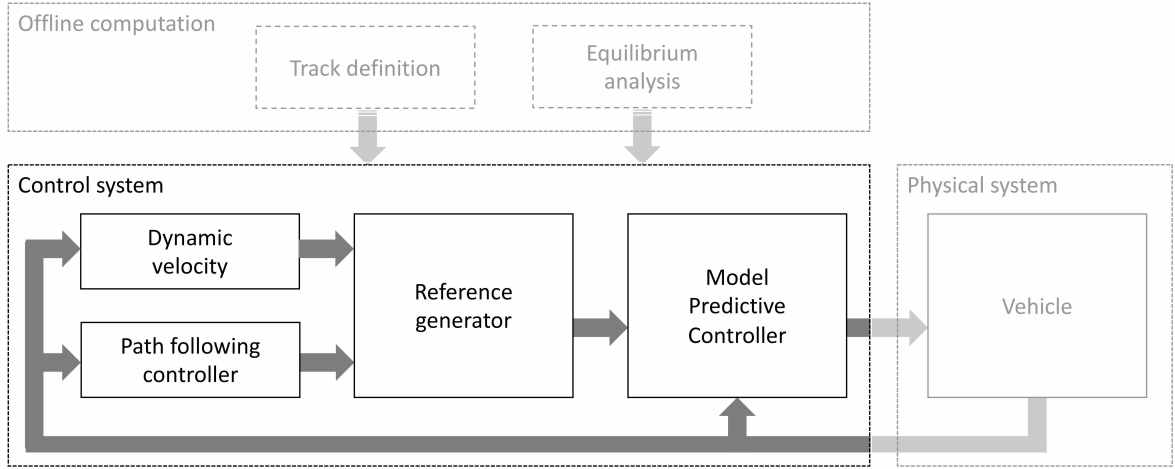 Offline computation
Track definition
Equilibrium
analysis
Control system
Physical system
Dynamic
velocity
Path following
controller
Reference
generator
Model
Predictive
Controller
Vehicle